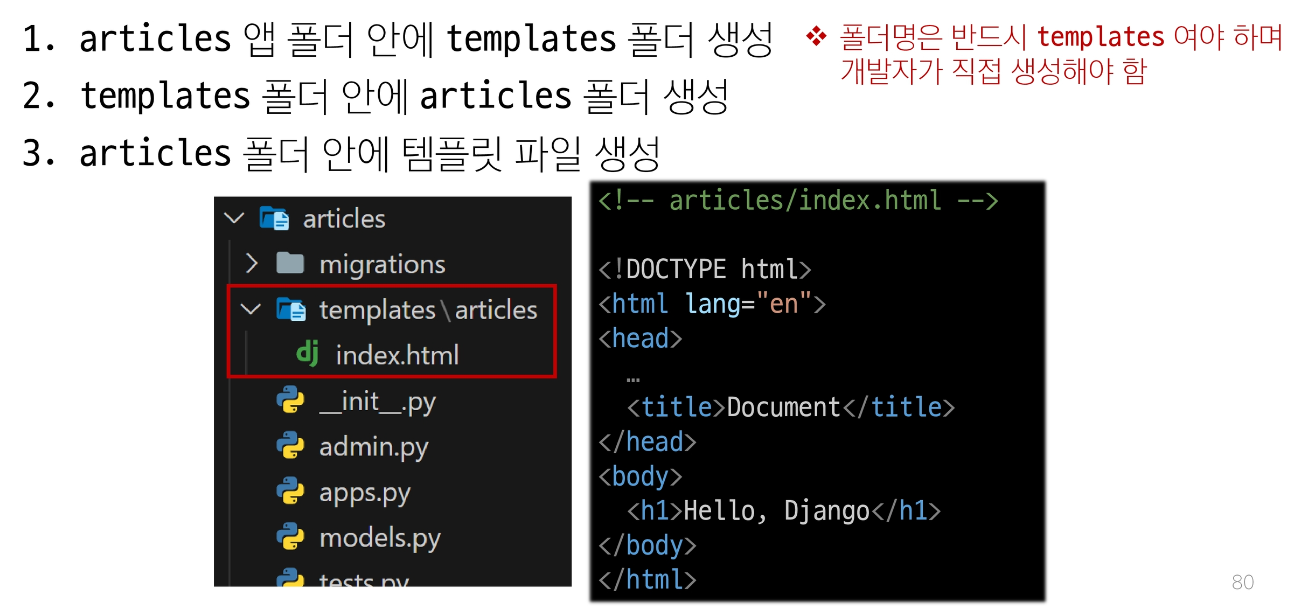 1. articles 앱 폴더 안에 templates 폴더 생성
❖ 폴더명은 반드시 templates 여야 하며
개발자가 직접 생성해야 함
2. templates 폴더 안에 articles 폴더 생성
3. articles 폴더 안에 템플릿 파일 생성
articles
migrations
templates\articles
dj index.html
__init__.py
admin.py
apps.py
models.py
tests.py
<!-- articles/index.html -->
<!DOCTYPE html>
<html lang="en">
<head>
…
<title>Document</title>
</head>
<body>
<h1>Hello, Django</h1>
</body>
</html>
80